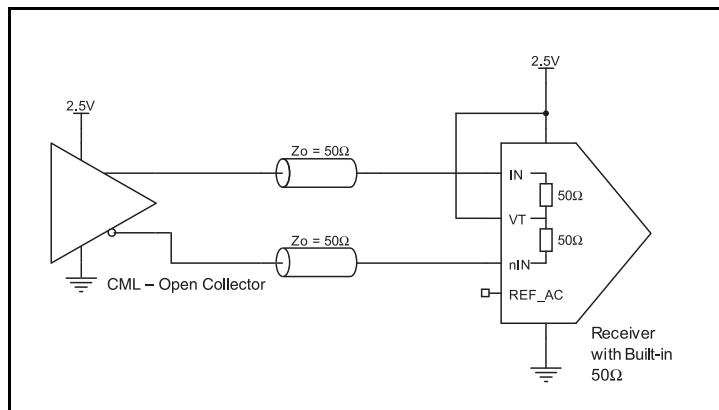 2.5V
2.5V
Zo = 50Ω
IN
50Ω
VT
50Ω
Zo = 50Ω
nIN
CML – Open Collector
REF_AC
Receiver
with Built-in
50Ω